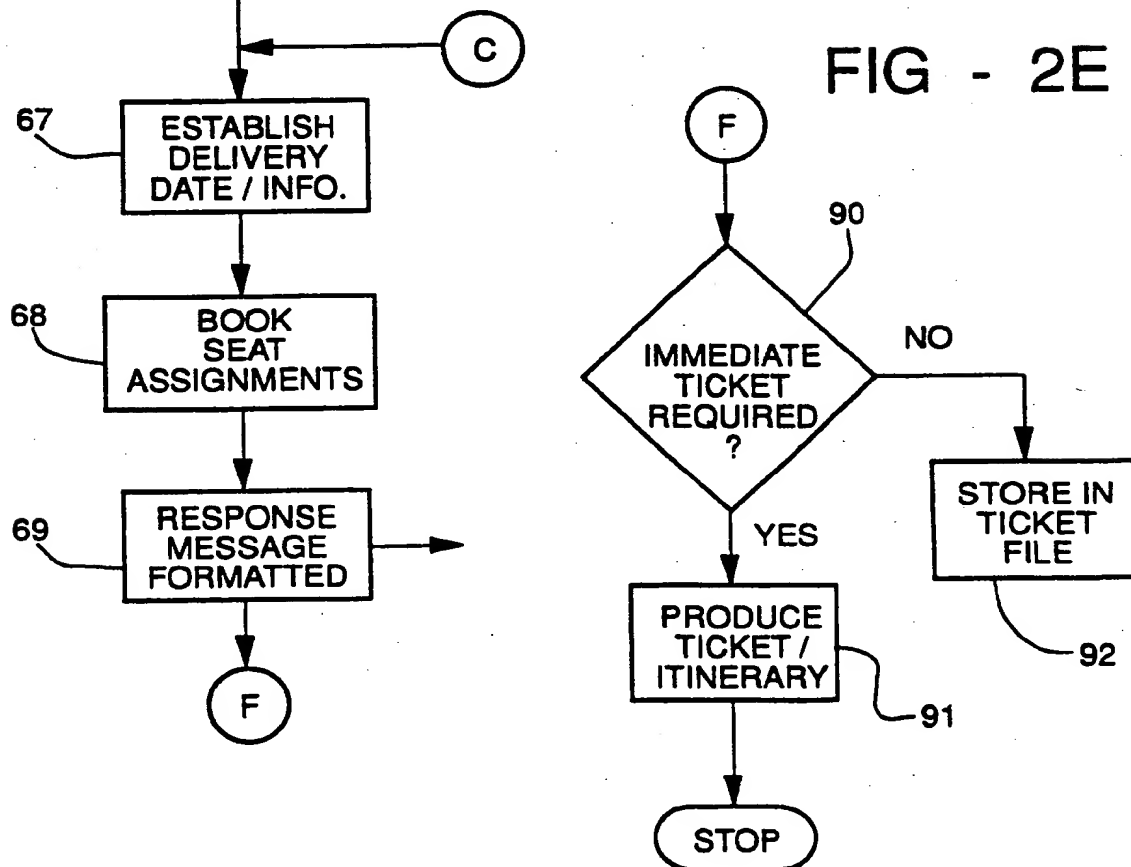 C
67
ESTABLISH
DELIVERY
DATE / INFO.
68
BOOK
SEAT
ASSIGNMENTS
69
RESPONSE
MESSAGE
FORMATTED
F
FIG - 2E
F
90
IMMEDIATE
TICKET
REQUIRED
?
NO
YES
STORE IN
TICKET
FILE
92
PRODUCE
TICKET /
ITINERARY
91
STOP